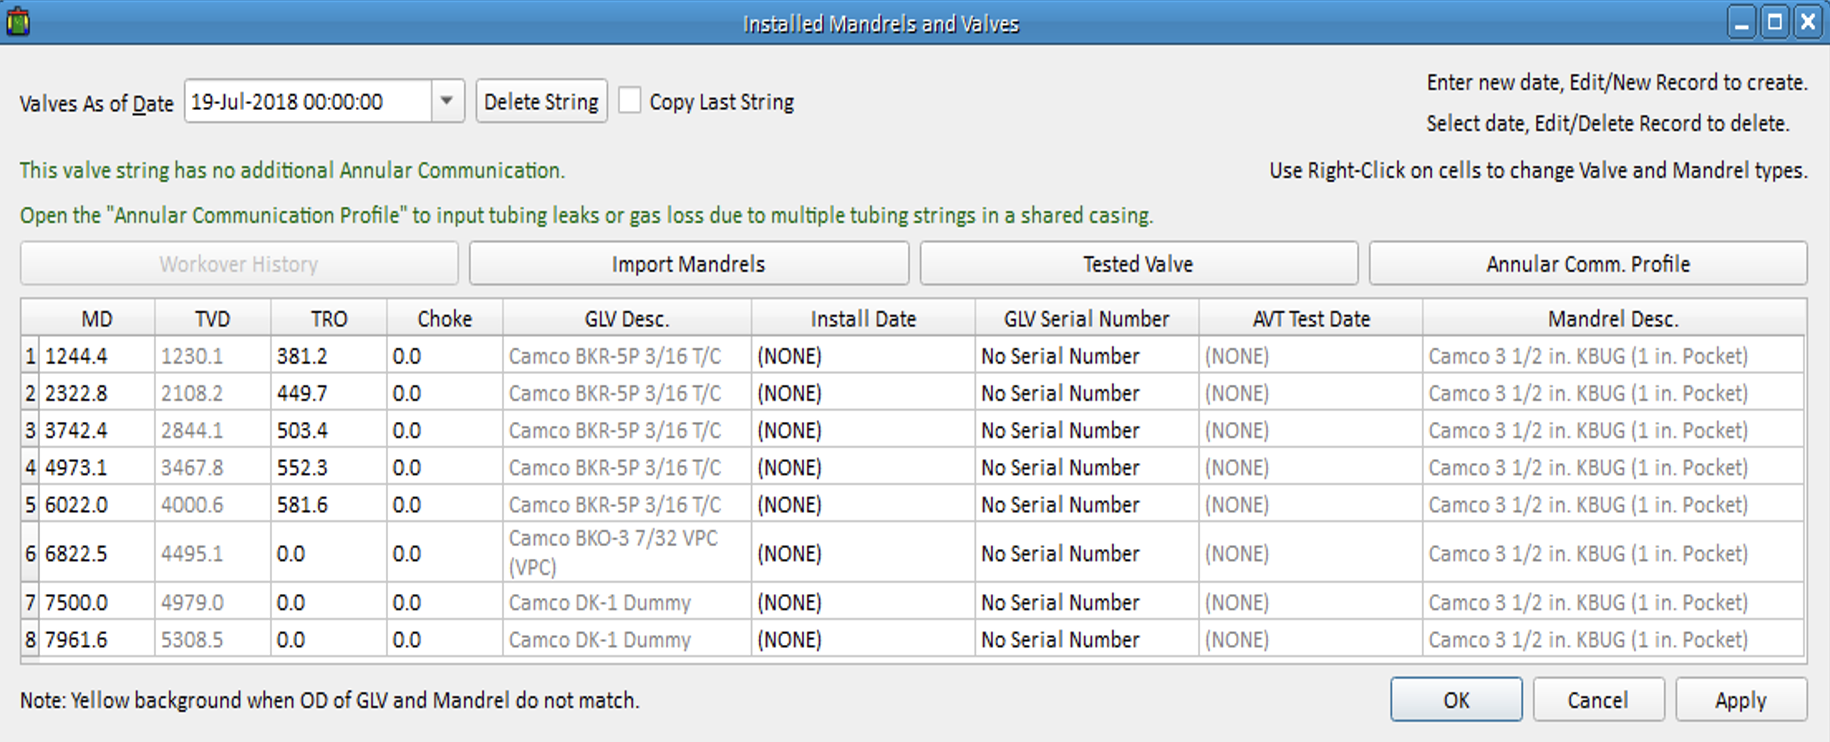 Installed Mandrels and Valves
Valves As of Date 19-Jul-2018 00:00:00 Delete String Copy Last String
Enter new date, Edit/New Record to create.
Select date, Edit/Delete Record to delete.
This valve string has no additional Annular Communication.
Use Right-Click on cells to change Valve and Mandrel types.
Open the "Annular Communication Profile" to input tubing leaks or gas loss due to multiple tubing strings in a shared casing.
Workover History Import Mandrels Tested Valve Annular Comm. Profile
MD TVD TRO Choke GLV Desc. Install Date GLV Serial Number AVT Test Date Mandrel Desc.
1 1244.4 1230.1 381.2 0.0 Camco BKR-5P 3/16 T/C (NONE) No Serial Number (NONE) Camco 3 1/2 in. KBUG (1 in. Pocket)
2 2322.8 2108.2 449.7 0.0 Camco BKR-5P 3/16 T/C (NONE) No Serial Number (NONE) Camco 3 1/2 in. KBUG (1 in. Pocket)
3 3742.4 2844.1 503.4 0.0 Camco BKR-5P 3/16 T/C (NONE) No Serial Number (NONE) Camco 3 1/2 in. KBUG (1 in. Pocket)
4 4973.1 3467.8 552.3 0.0 Camco BKR-5P 3/16 T/C (NONE) No Serial Number (NONE) Camco 3 1/2 in. KBUG (1 in. Pocket)
5 6022.0 4000.6 581.6 0.0 Camco BKR-5P 3/16 T/C (NONE) No Serial Number (NONE) Camco 3 1/2 in. KBUG (1 in. Pocket)
6 6822.5 4495.1 0.0 0.0 Camco BKO-3 7/32 VPC (NONE) No Serial Number (NONE) Camco 3 1/2 in. KBUG (1 in. Pocket)
(VPC)
7 7500.0 4979.0 0.0 0.0 Camco DK-1 Dummy (NONE) No Serial Number (NONE) Camco 3 1/2 in. KBUG (1 in. Pocket)
8 7961.6 5308.5 0.0 0.0 Camco DK-1 Dummy (NONE) No Serial Number (NONE) Camco 3 1/2 in. KBUG (1 in. Pocket)
Note: Yellow background when OD of GLV and Mandrel do not match.
OK Cancel Apply